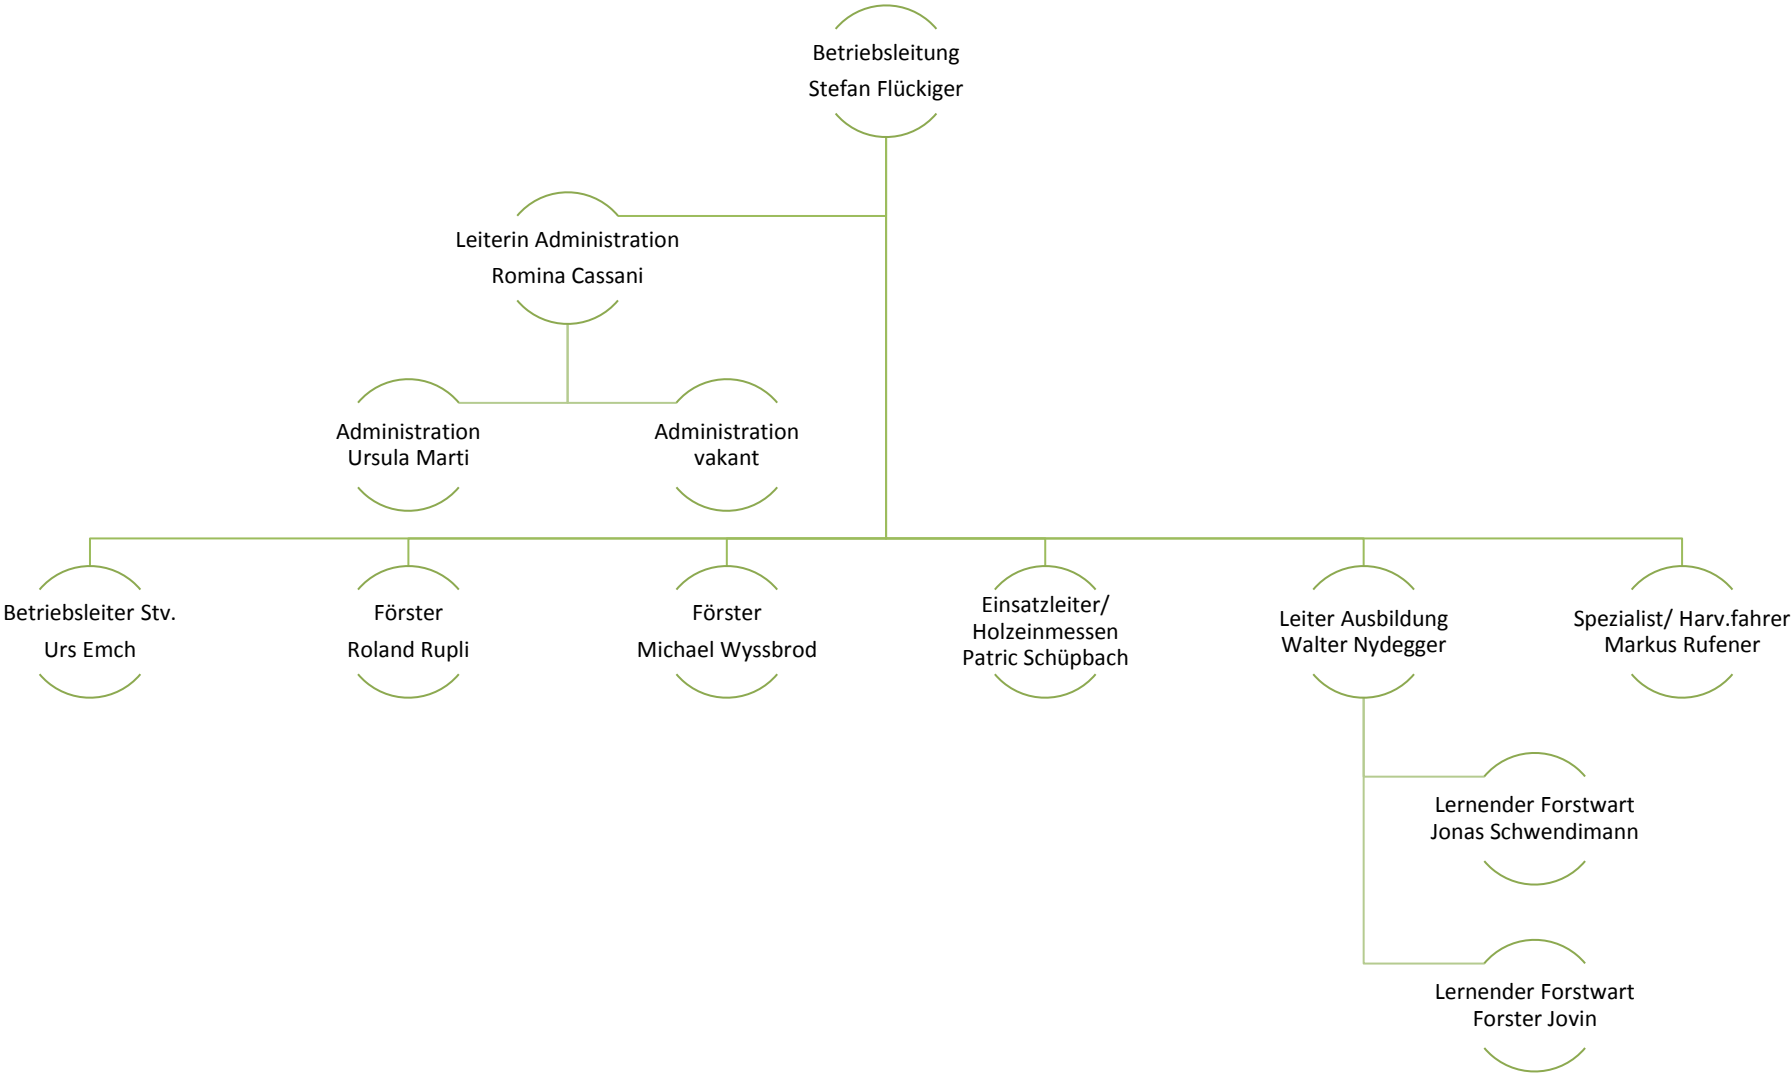 Betriebsleitung
Stefan Flückiger
Leiterin Administration
Romina Cassani
Administration
Ursula Marti
Administration
vakant
Betriebsleiter Stv.
Urs Emch
Förster
Roland Rupli
Förster
Michael Wyssbrod
Einsatzleiter/
Holzeinmessen
Patric Schüpbach
Leiter Ausbildung
Walter Nydegger
Spezialist/ Harv.fahrer
Markus Rufener
Lernender Forstwart
Jonas Schwendimann
Lernender Forstwart
Forster Jovin